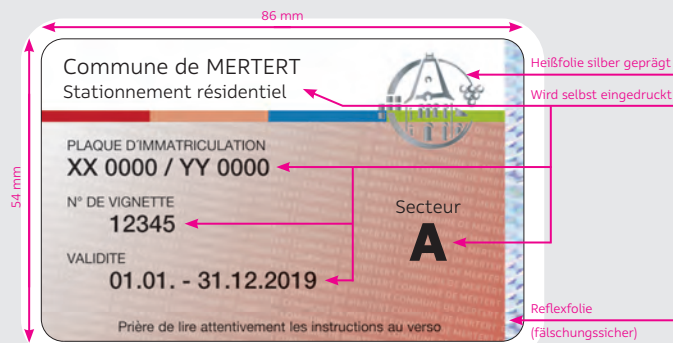 86 mm
54 mm
Commune de MERTERT
Stationnement résidentiel
Heißfolie silber geprägt
Wird selbst eingedruckt
PLAQUE D'IMMATRICULATION
XX 0000 / YY 0000
N° DE VIGNETTE
12345
Secteur
A
VALIDITE
01.01. - 31.12.2019
Prière de lire attentivement les instructions au verso
Reflexfolie
(fälschungssicher)